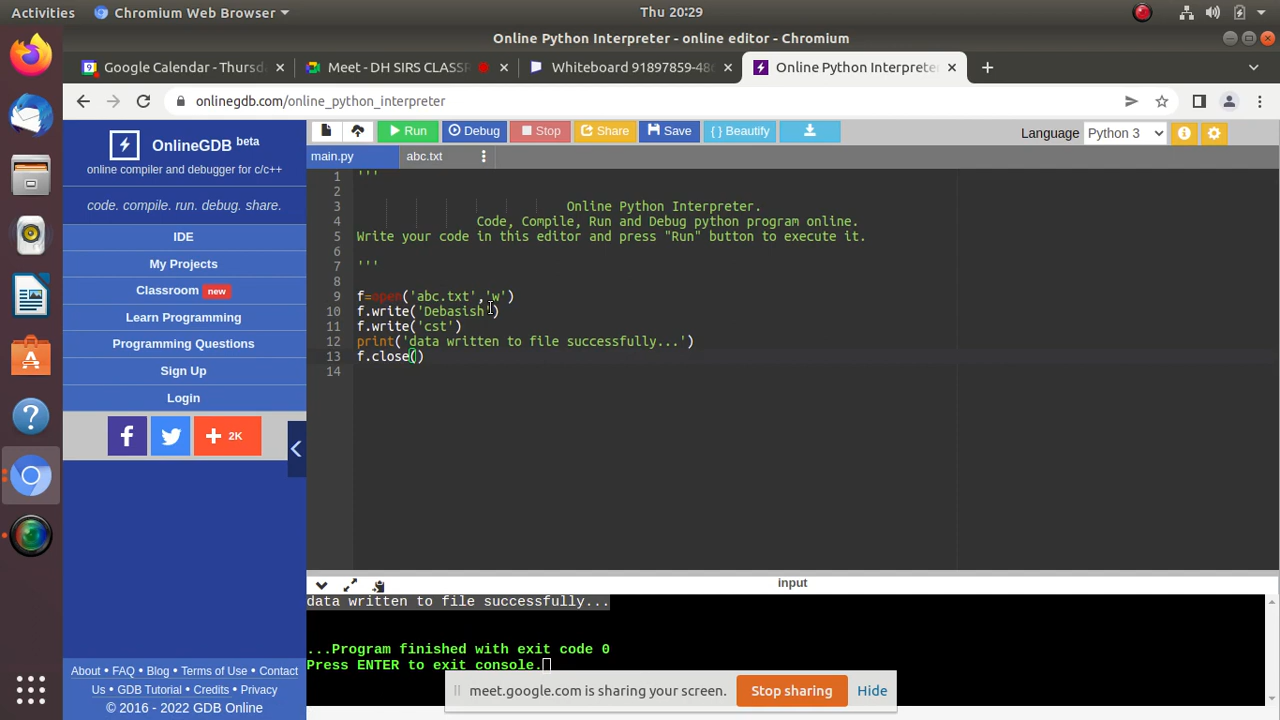 Activities Chromium Web Browser Thu 20:29
Online Python Interpreter - online editor - Chromium
9 Google Calendar - Thursd Meet - DH SIRS CLASSR Whiteboard 91897859-48 Online Python Interpreter
onlinegdb.com/online_python_interpreter
Run Debug Stop Share Save { } Beautify Language Python 3
OnlineGDB beta
online compiler and debugger for c/c++
code. compile. run. debug. share.
IDE
My Projects
Classroom new
Learn Programming
Programming Questions
Sign Up
Login
f + 2K
About • FAQ • Blog • Terms of Use • Contact
Us • GDB Tutorial • Credits • Privacy
© 2016 - 2022 GDB Online
main.py abc.txt
1 '''
2
3 Online Python Interpreter.
4 Code, Compile, Run and Debug python program online.
5 Write your code in this editor and press "Run" button to execute it.
6
7 '''
8
9 f=open('abc.txt','w')
10 f.write('Debasish')
11 f.write('cst')
12 print('data written to file successfully...')
13 f.close()
14
input
data written to file successfully...
...Program finished with exit code 0
Press ENTER to exit console.
meet.google.com is sharing your screen. Stop sharing Hide